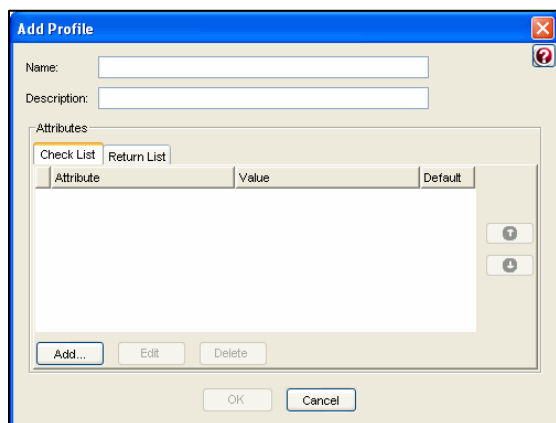 Add Profile
Name:
Description:
Attributes
Check List Return List
Attribute Value Default
Add... Edit Delete
OK Cancel